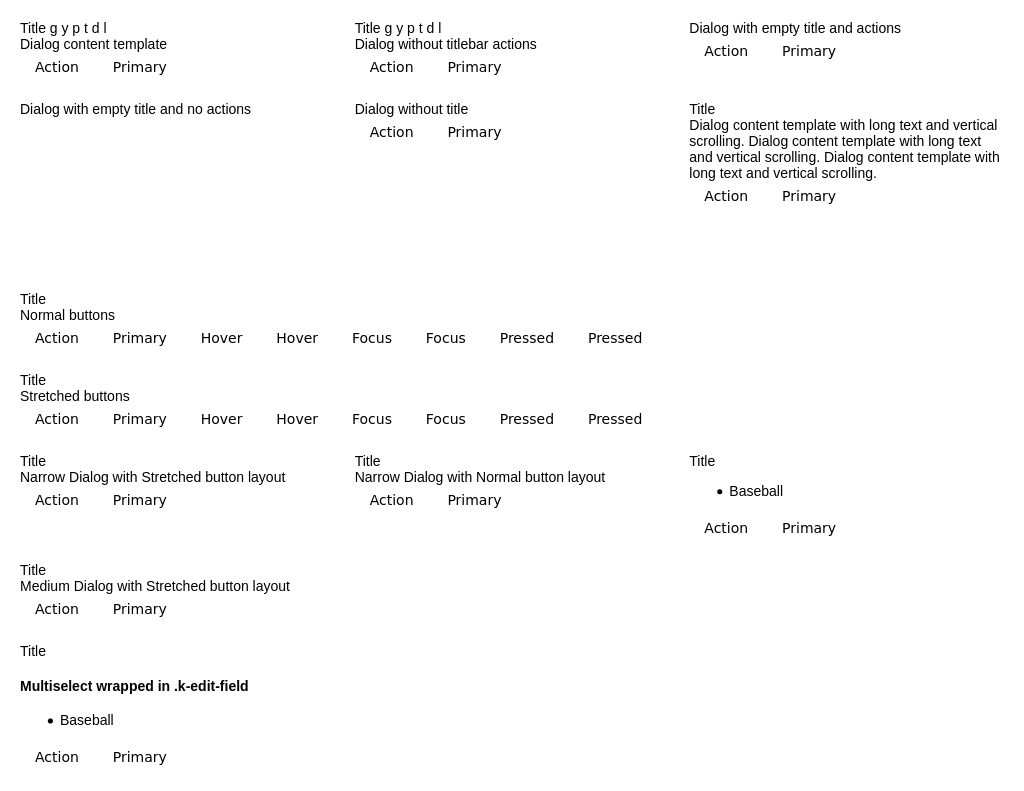 Title g y p t d l
Dialog content template
Action Primary
Title g y p t d l
Dialog without titlebar actions
Action Primary
Dialog with empty title and actions
Action Primary
Dialog with empty title and no actions
Dialog without title
Action Primary
Title
Dialog content template with long text and vertical
scrolling. Dialog content template with long text
and vertical scrolling. Dialog content template with
long text and vertical scrolling.
Action Primary
Title
Normal buttons
Action Primary Hover Hover Focus Focus Pressed Pressed
Title
Stretched buttons
Action Primary Hover Hover Focus Focus Pressed Pressed
Title
Narrow Dialog with Stretched button layout
Action Primary
Title
Narrow Dialog with Normal button layout
Action Primary
Title
• Baseball
Action Primary
Title
Medium Dialog with Stretched button layout
Action Primary
Title
Multiselect wrapped in .k-edit-field
• Baseball
Action Primary